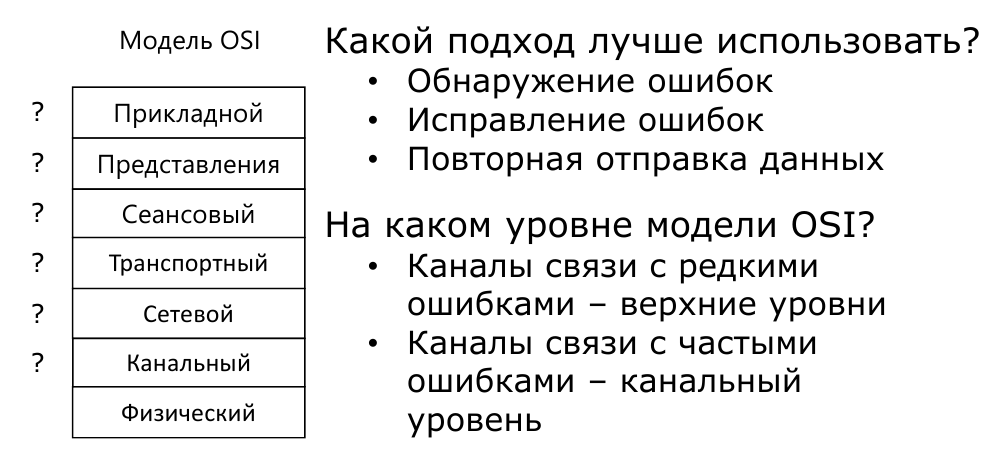 Модель OSI
? Прикладной
? Представления
? Сеансовый
? Транспортный
? Сетевой
? Канальный
Физический
Какой подход лучше использовать?
• Обнаружение ошибок
• Исправление ошибок
• Повторная отправка данных
На каком уровне модели OSI?
• Каналы связи с редкими
ошибками – верхние уровни
• Каналы связи с частыми
ошибками – канальный
уровень